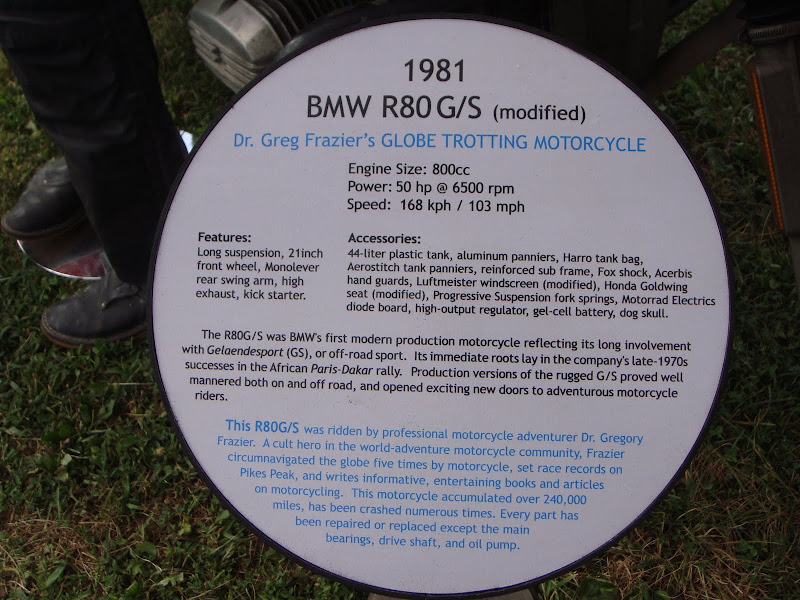 1981
BMW R80 G/S (modified)
Dr. Greg Frazier's GLOBE TROTTING MOTORCYCLE
Engine Size: 800cc
Power: 50 hp @ 6500 rpm
Speed: 168 kph / 103 mph
Features:
Long suspension, 21inch
front wheel, Monolever
rear swing arm, high
exhaust, kick starter.
Accessories:
44-liter plastic tank, aluminum panniers, Harro tank bag,
Aerostitch tank panniers, reinforced sub frame, Fox shock, Acerbis
hand guards, Luftmeister windscreen (modified), Honda Goldwing
seat (modified), Progressive Suspension fork springs, Motorrad Electrics
diode board, high-output regulator, gel-cell battery, dog skull.
The R80G/S was BMW's first modern production motorcycle reflecting its long involvement
with Gelaendesport (GS), or off-road sport. Its immediate roots lay in the company's late-1970s
successes in the African Paris-Dakar rally. Production versions of the rugged G/S proved well
mannered both on and off road, and opened exciting new doors to adventurous motorcycle
riders.
This R80G/S was ridden by professional motorcycle adventurer Dr. Gregory
Frazier. A cult hero in the world-adventure motorcycle community, Frazier
circumnavigated the globe five times by motorcycle, set race records on
Pikes Peak, and writes informative, entertaining books and articles
on motorcycling. This motorcycle accumulated over 240,000
miles, has been crashed numerous times. Every part has
been repaired or replaced except the main
bearings, drive shaft, and oil pump.